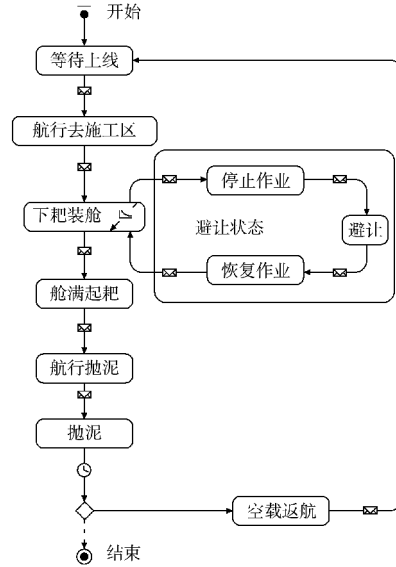 开始
等待上线
航行去施工区
停止作业
下耙装舱
避让状态
避让
恢复作业
舱满起耙
航行抛泥
抛泥
空载返航
结束